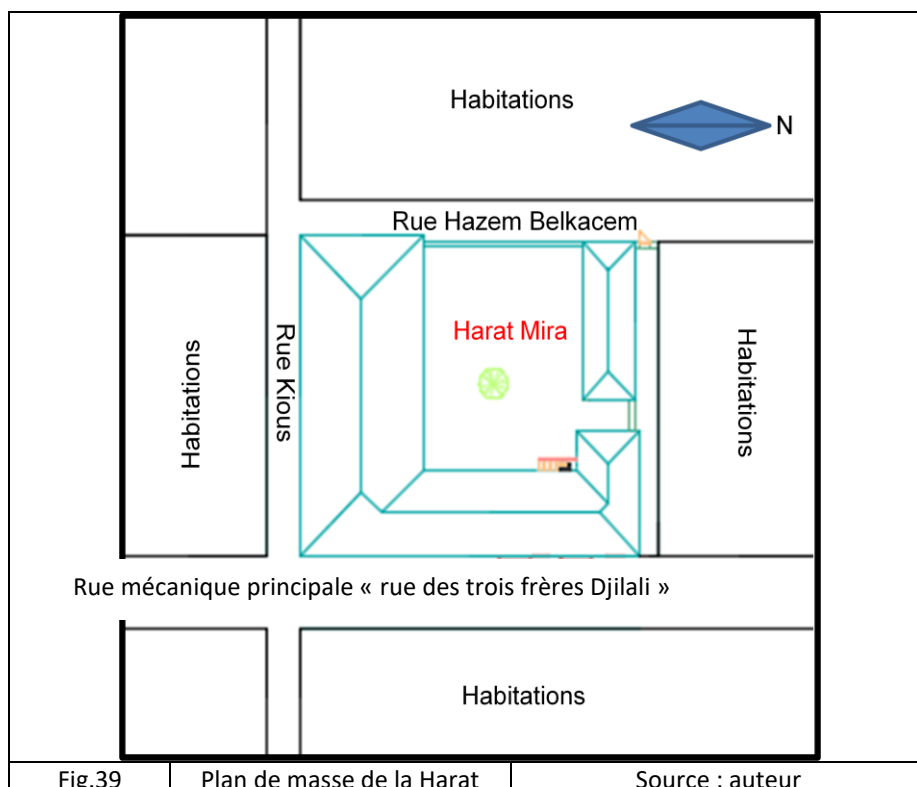 Habitations
N
Rue Hazem Belkacem
Harat Mira
Rue Kious
Habitations
Habitations
Rue mécanique principale « rue des trois frères Djilali »
Habitations
Fig.39 Plan de masse de la Harat Source : auteur